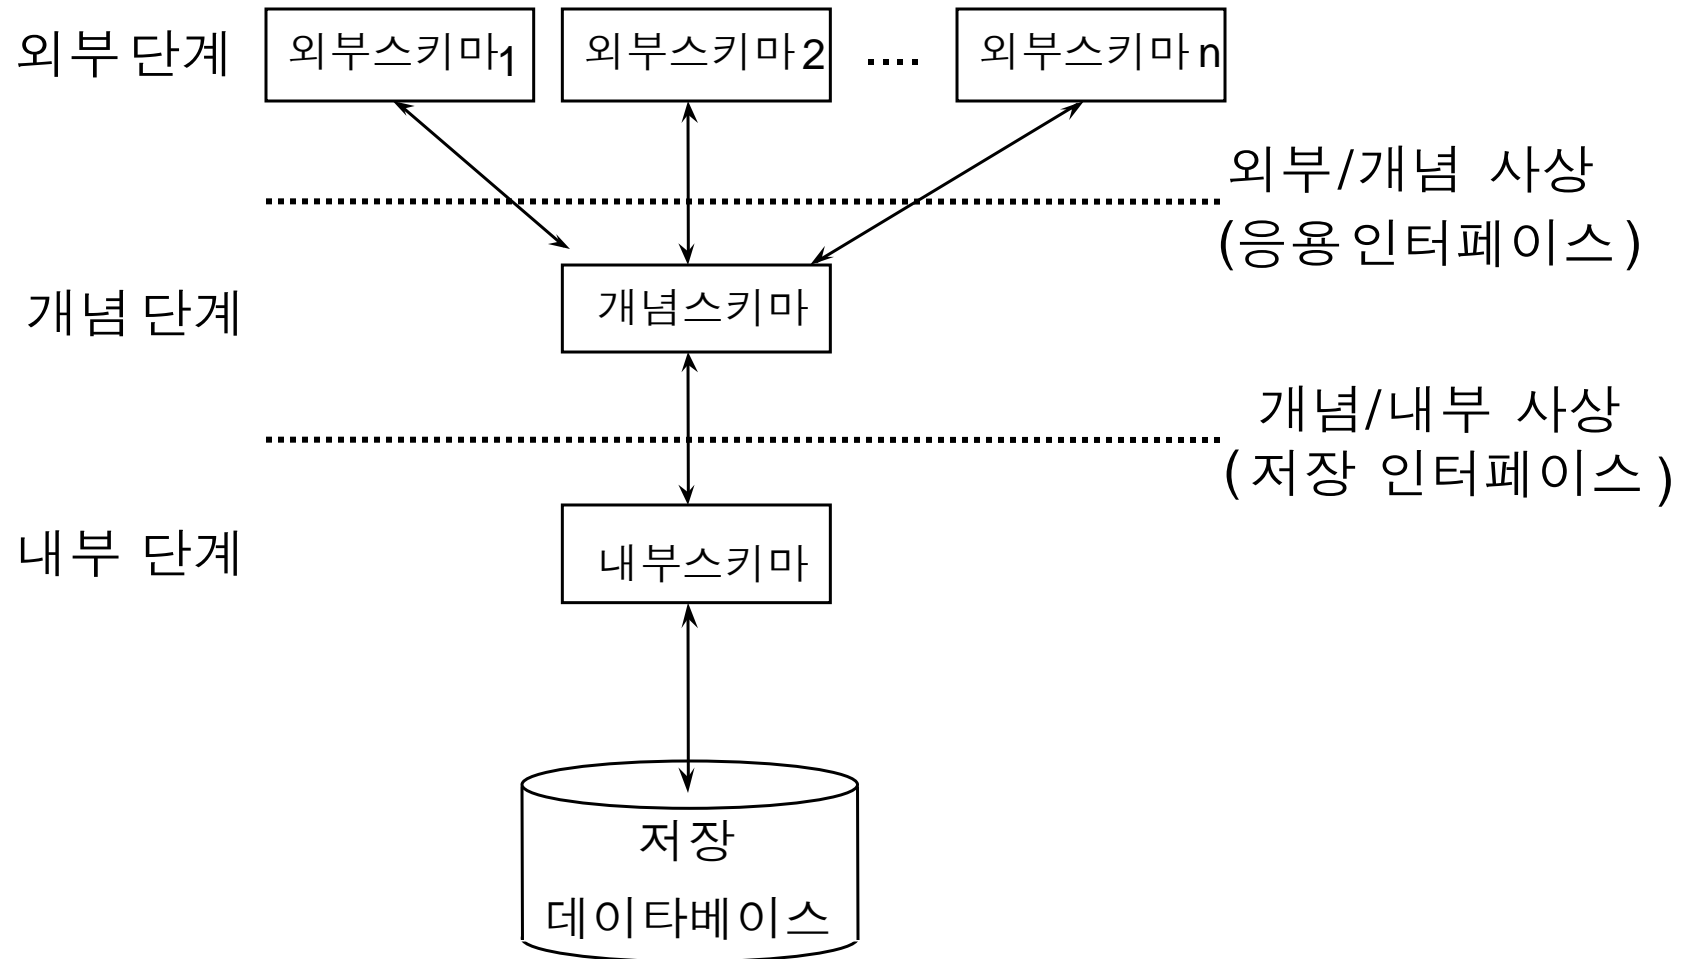 외부단계 외부스키마1 외부스키마2 .... 외부스키마n
외부/개념 사상
(응용인터페이스)
개념단계 개념스키마
개념/내부 사상
(저장 인터페이스)
내부 단계 내부스키마
저장
데이타베이스